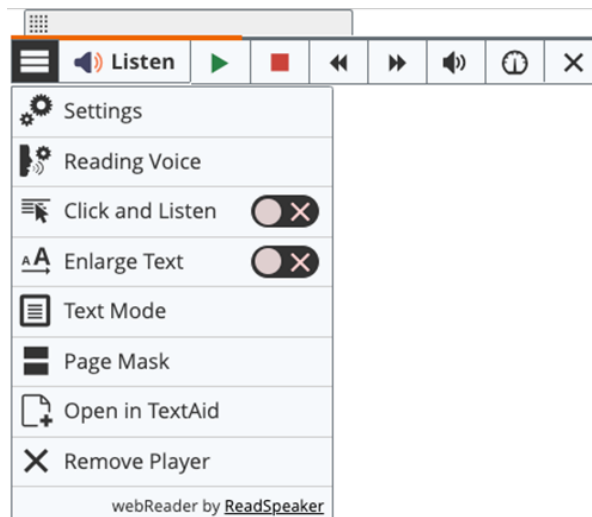 Listen
Settings
Reading Voice
Click and Listen
Enlarge Text
Text Mode
Page Mask
Open in TextAid
Remove Player
webReader by ReadSpeaker